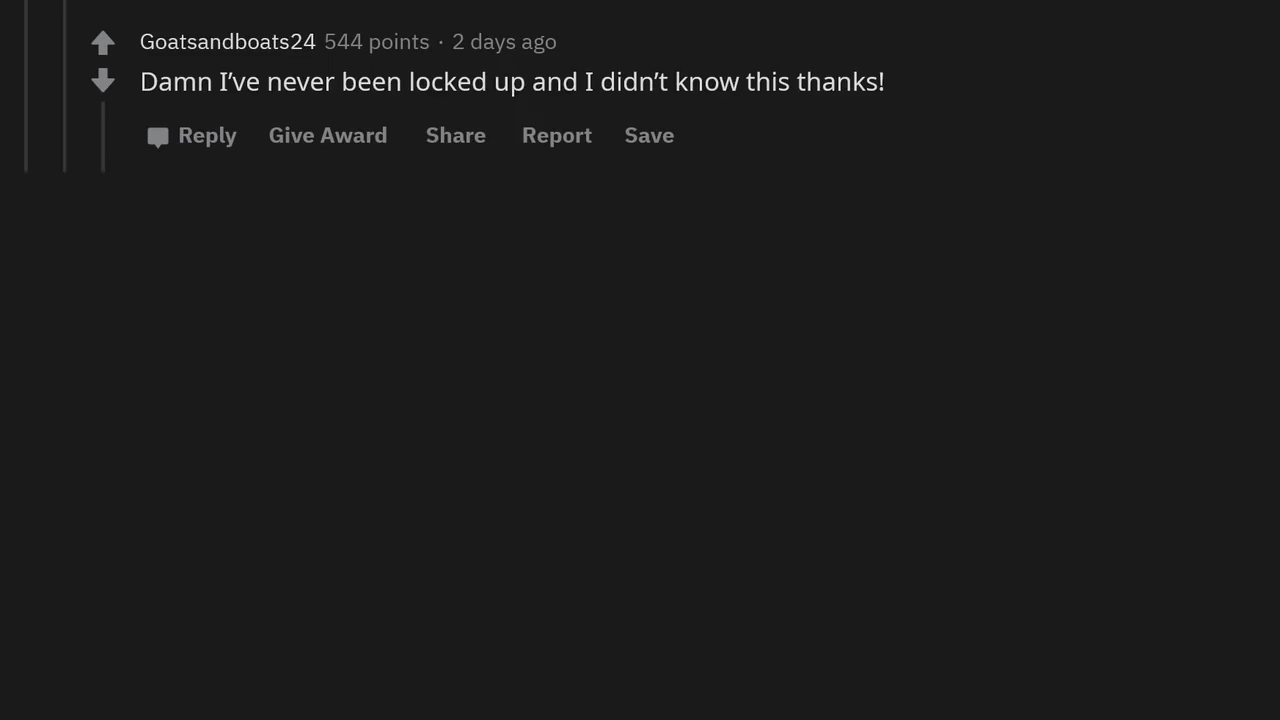 Goatsandboats24 544 points · 2 days ago
Damn I’ve never been locked up and I didn’t know this thanks!
Reply Give Award Share Report Save